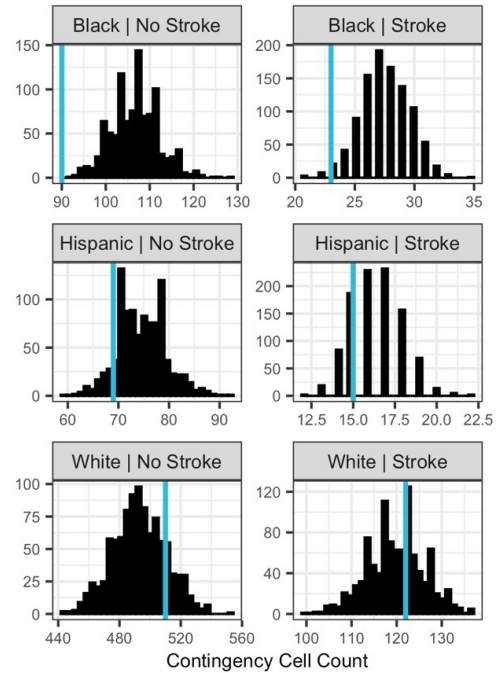 Black | No Stroke
Black | Stroke
150
100
50
0
90 100 110 120 130
200
150
100
50
0
20 25 30 35
Hispanic | No Stroke
Hispanic | Stroke
100
50
0
60 70 80 90
200
150
100
50
0
12.5 15.0 17.5 20.0 22.5
White | No Stroke
White | Stroke
100
75
50
25
0
440 480 520 560
120
80
40
0
100 110 120 130
Contingency Cell Count